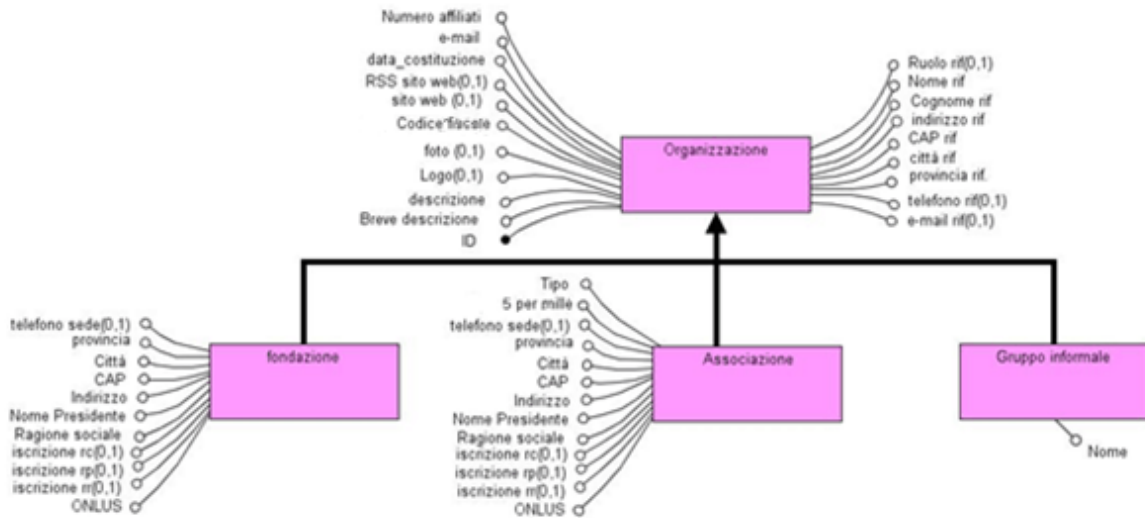 Numero affiliati
e-mail
data_costituzione
RSS sito web(0,1)
sito web (0,1)
Codice fiscale
foto (0,1)
Logo(0,1)
descrizione
Breve descrizione
ID
Organizzazione
Ruolo rif(0,1)
Nome rif
Cognome rif
indirizzo rif
CAP rif
città rif
provincia rif.
telefono rif(0,1)
e-mail rif(0,1)
telefono sede(0,1)
provincia
Città
CAP
Indirizzo
Nome Presidente
Ragione sociale
iscrizione rc(0,1)
iscrizione rp(0,1)
iscrizione rr(0,1)
ONLUS
fondazione
Tipo
5 per mille
telefono sede(0,1)
provincia
Città
CAP
Indirizzo
Nome Presidente
Ragione sociale
iscrizione rc(0,1)
iscrizione rp(0,1)
iscrizione rr(0,1)
ONLUS
Associazione
Gruppo informale
Nome